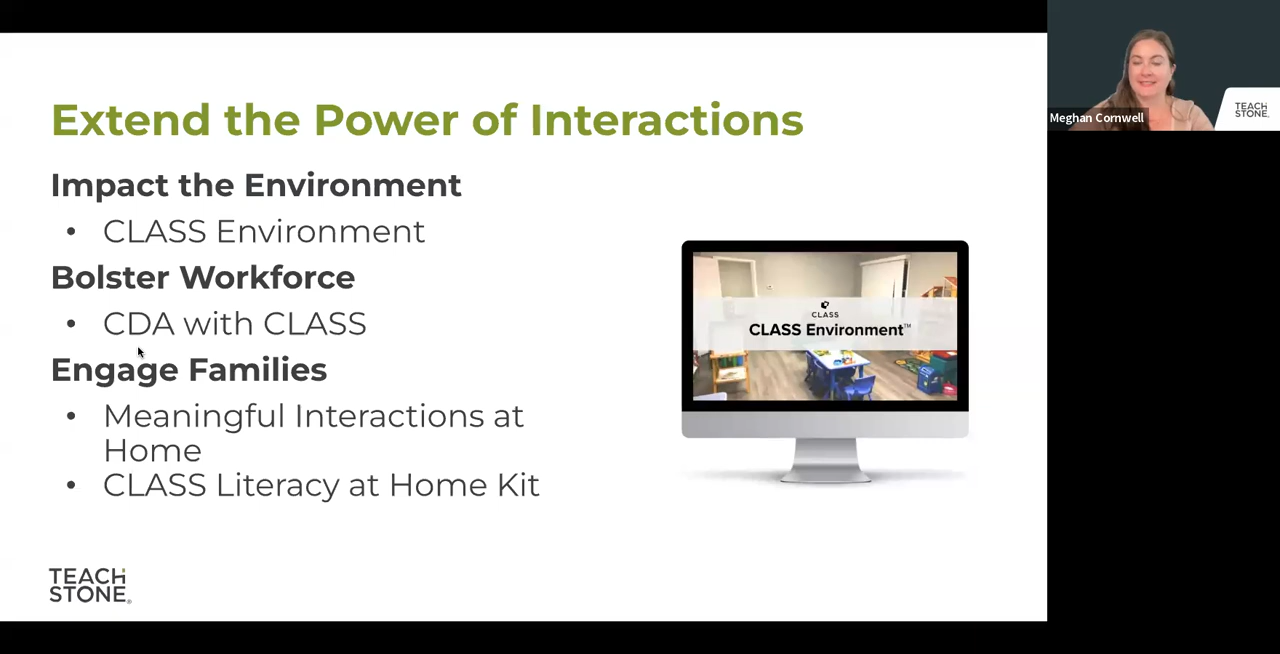 Extend the Power of Interactions
Impact the Environment
• CLASS Environment
Bolster Workforce
• CDA with CLASS
Engage Families
• Meaningful Interactions at
Home
• CLASS Literacy at Home Kit
CLASS
CLASS Environment™
TEACH
STONE®
Meghan Cornwell
TEACH
STONE